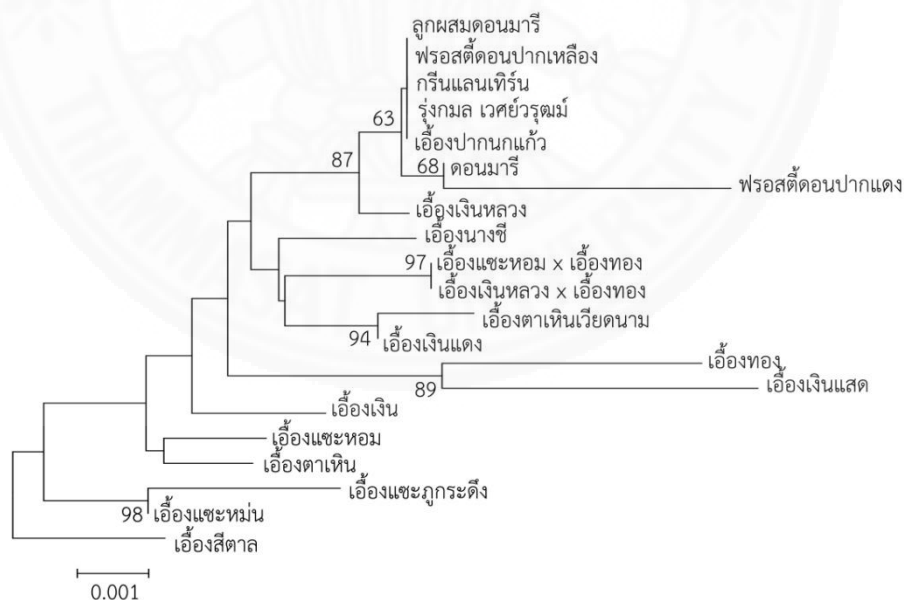 ลูกผสมดอนมารี
ฟรอสตี้ดอนปากเหลือง
กรีนแลนเทิร์น
รุ่งกมล เวศย์วรุฒม์
63
เอื้องปากนกแก้ว
87
68 ดอนมารี
ฟรอสตี้ดอนปากแดง
เอื้องเงินหลวง
เอื้องนางชี
97 เอื้องแซะหอม x เอื้องทอง
เอื้องเงินหลวง x เอื้องทอง
เอื้องตาเหินเวียดนาม
94 เอื้องเงินแดง
เอื้องทอง
89 เอื้องเงินแสด
เอื้องเงิน
เอื้องแซะหอม
เอื้องตาเหิน
เอื้องแซะภูกระดึง
98 เอื้องแซะหม่น
เอื้องสีตาล
0.001